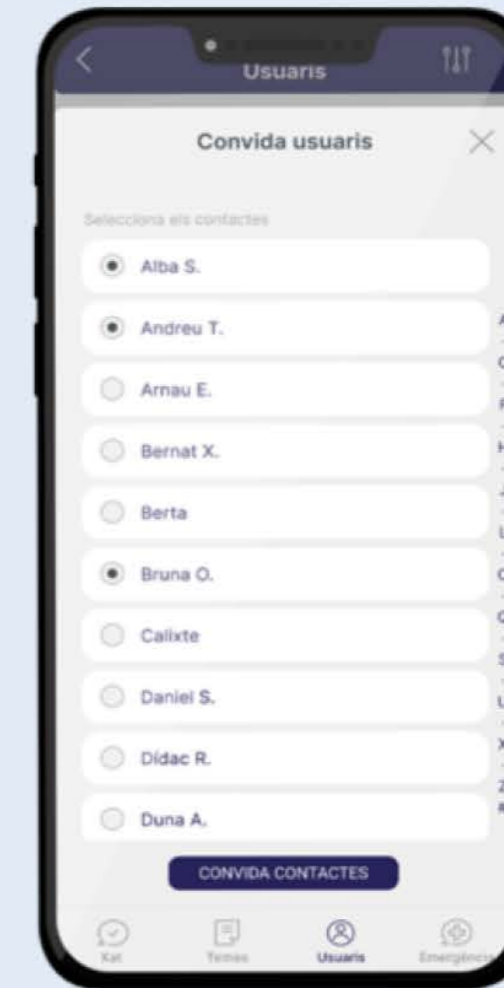 Usuaris
Convida usuaris
Selecciona els contactes
Alba S.
Andreu T.
Arnau E.
Bernat X.
Berta
Bruna O.
Calixte
Daniel S.
Dídac R.
Duna A.
CONVIDA CONTACTES
Kat Temes Usuaris Emergència